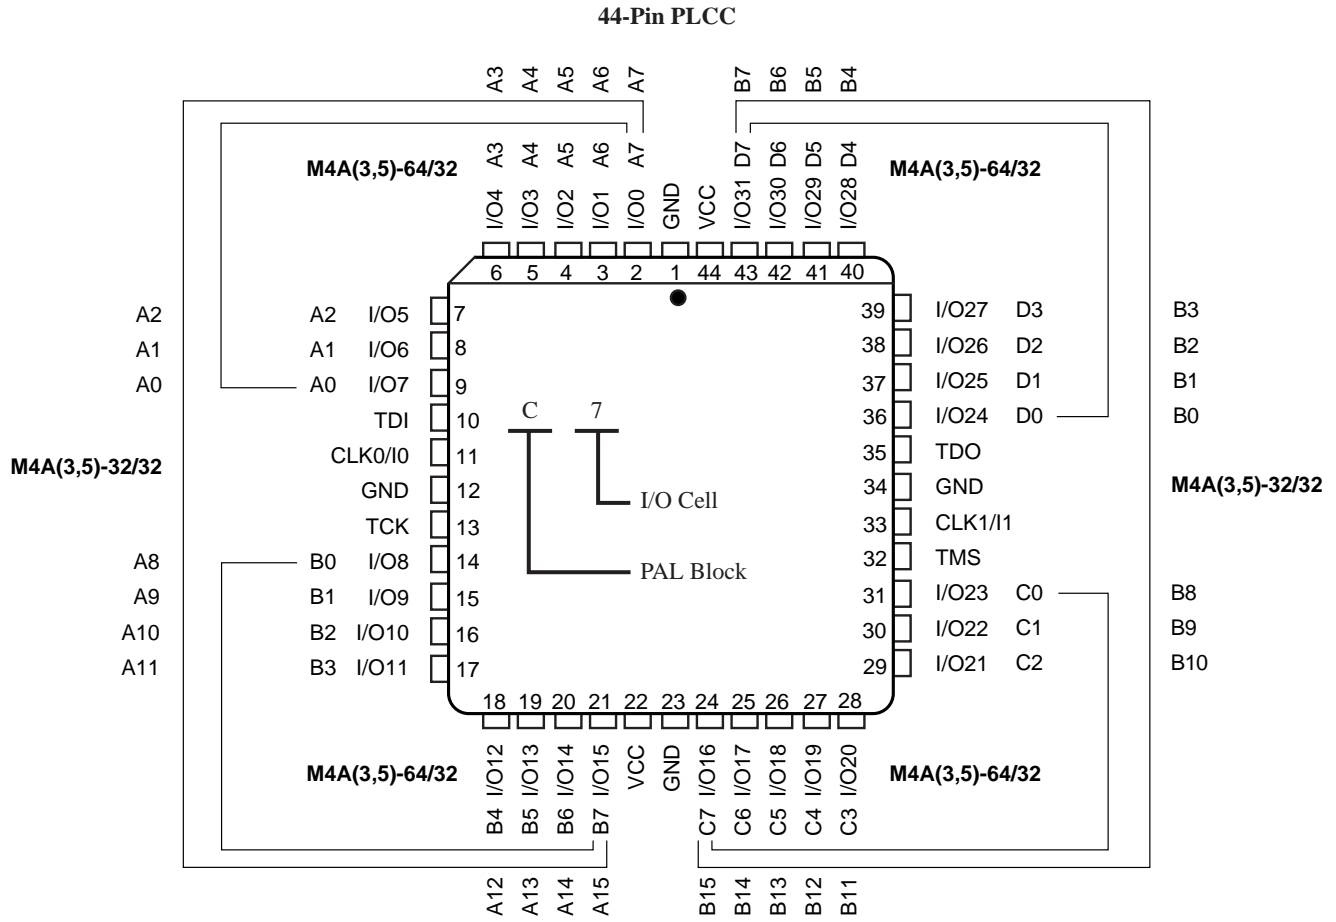 44-Pin PLCC
A3 A4 A5 A6 A7 B7 B6 B5 B4
M4A(3,5)-64/32 A3 A4 A5 A6 A7 D7 D6 D5 D4 M4A(3,5)-64/32
I/O4 I/O3 I/O2 I/O1 I/O0 GND VCC I/O31 I/O30 I/O29 I/O28
6 5 4 3 2 1 44 43 42 41 40
A2 A2 I/O5 7 39 I/O27 D3 B3
A1 A1 I/O6 8 38 I/O26 D2 B2
A0 A0 I/O7 9 37 I/O25 D1 B1
TDI 10 C 7 36 I/O24 D0 B0
CLK0/I0 11 35 TDO
M4A(3,5)-32/32 M4A(3,5)-32/32
GND 12 I/O Cell 34 GND
TCK 13 33 CLK1/I1
A8 B0 I/O8 14 PAL Block 32 TMS
A9 B1 I/O9 15 31 I/O23 C0 B8
A10 B2 I/O10 16 30 I/O22 C1 B9
A11 B3 I/O11 17 29 I/O21 C2 B10
18 19 20 21 22 23 24 25 26 27 28
M4A(3,5)-64/32 I/O12 I/O13 I/O14 I/O15 VCC GND I/O16 I/O17 I/O18 I/O19 I/O20 M4A(3,5)-64/32
B4 B5 B6 B7 C7 C6 C5 C4 C3
A12 A13 A14 A15 B15 B14 B13 B12 B11